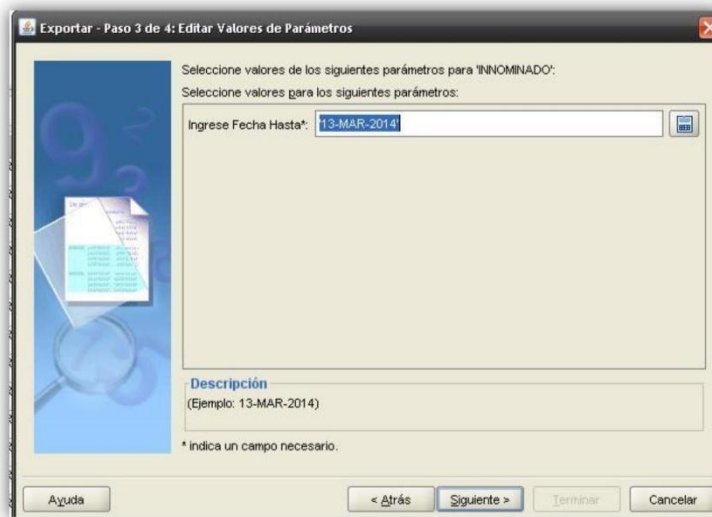 Exportar - Paso 3 de 4: Editar Valores de Parámetros
Seleccione valores de los siguientes parámetros para 'INNOMINADO':
Seleccione valores para los siguientes parámetros:
Ingrese Fecha Hasta*: '13-MAR-2014'
Descripción
(Ejemplo: 13-MAR-2014)
* indica un campo necesario.
Ayuda < Atrás Siguiente > Terminar Cancelar